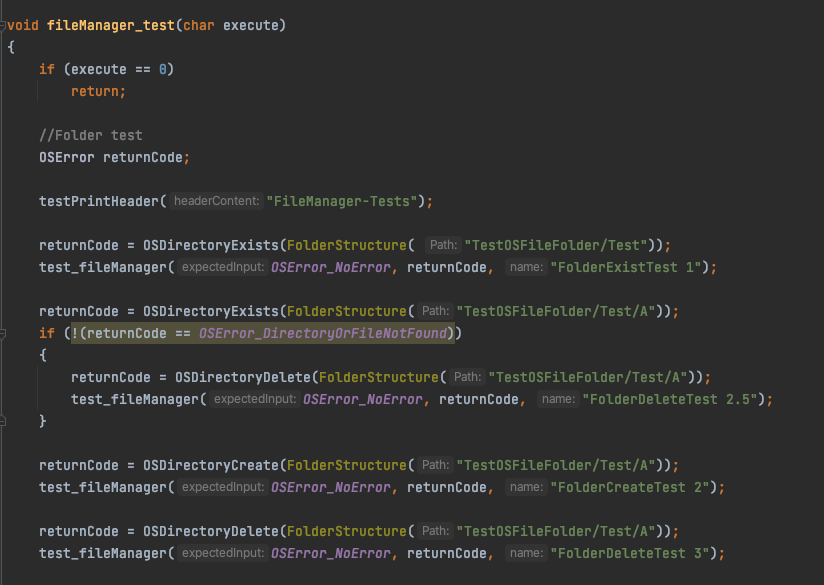 void fileManager_test(char execute)
{
if (execute == 0)
return;
//Folder test
OSError returnCode;
testPrintHeader( headerContent: "FileManager-Tests");
returnCode = OSDirectoryExists(FolderStructure( Path: "TestOSFileFolder/Test"));
test_fileManager( expectedInput: OSError_NoError, returnCode, name: "FolderExistTest 1");
returnCode = OSDirectoryExists(FolderStructure( Path: "TestOSFileFolder/Test/A"));
if (!(returnCode == OSError_DirectoryOrFileNotFound))
{
returnCode = OSDirectoryDelete(FolderStructure( Path: "TestOSFileFolder/Test/A"));
test_fileManager( expectedInput: OSError_NoError, returnCode, name: "FolderDeleteTest 2.5");
}
returnCode = OSDirectoryCreate(FolderStructure( Path: "TestOSFileFolder/Test/A"));
test_fileManager( expectedInput: OSError_NoError, returnCode, name: "FolderCreateTest 2");
returnCode = OSDirectoryDelete(FolderStructure( Path: "TestOSFileFolder/Test/A"));
test_fileManager( expectedInput: OSError_NoError, returnCode, name: "FolderDeleteTest 3");